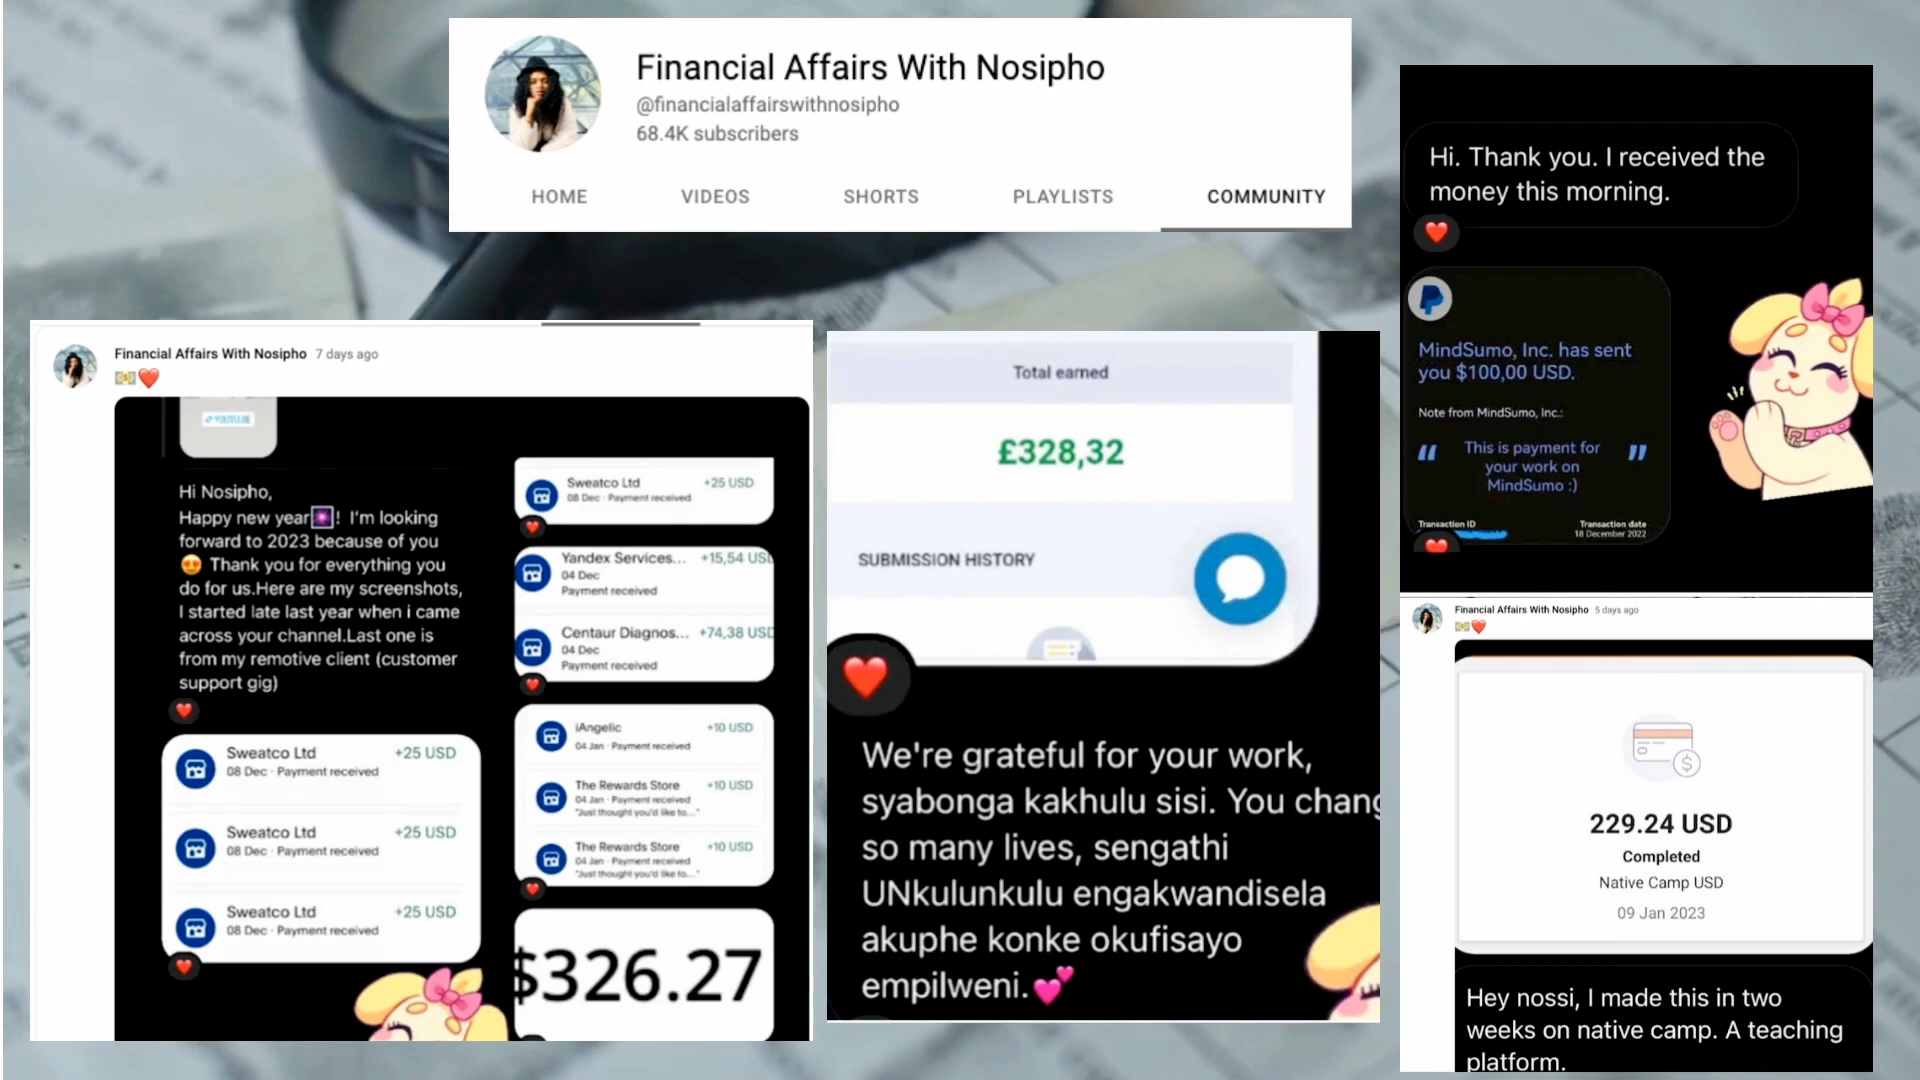 Financial Affairs With Nosipho
@financialaffairswithnosipho
68.4K subscribers
HOME VIDEOS SHORTS PLAYLISTS COMMUNITY
Financial Affairs With Nosipho 7 days ago
YOUTUBE
Hi Nosipho,
Happy new year🎆! I'm looking
forward to 2023 because of you
😍 Thank you for everything you
do for us.Here are my screenshots,
I started late last year when i came
across your channel.Last one is
from my remotive client (customer
support gig)
Sweatco Ltd +25 USD
08 Dec · Payment received
Sweatco Ltd +25 USD
08 Dec · Payment received
Sweatco Ltd +25 USD
08 Dec · Payment received
Sweatco Ltd +25 USD
08 Dec · Payment received
Yandex Services... +15,54 USD
04 Dec
Payment received
Centaur Diagnos... +74,38 USD
04 Dec
Payment received
iAngelic +10 USD
04 Jan · Payment received
The Rewards Store +10 USD
04 Jan · Payment received
"Just thought you'd like to..."
The Rewards Store +10 USD
04 Jan · Payment received
"Just thought you'd like to..."
$326.27
Total earned
£328,32
SUBMISSION HISTORY
We're grateful for your work,
syabonga kakhulu sisi. You chang
so many lives, sengathi
UNkulunkulu engakwandisela
akuphe konke okufisayo
empilweni.💕
Hi. Thank you. I received the
money this morning.
MindSumo, Inc. has sent
you $100,00 USD.
Note from MindSumo, Inc.:
“ This is payment for ”
your work on
MindSumo :)
Transaction ID Transaction date
18 December 2022
Financial Affairs With Nosipho 5 days ago
229.24 USD
Completed
Native Camp USD
09 Jan 2023
Hey nossi, I made this in two
weeks on native camp. A teaching
platform.